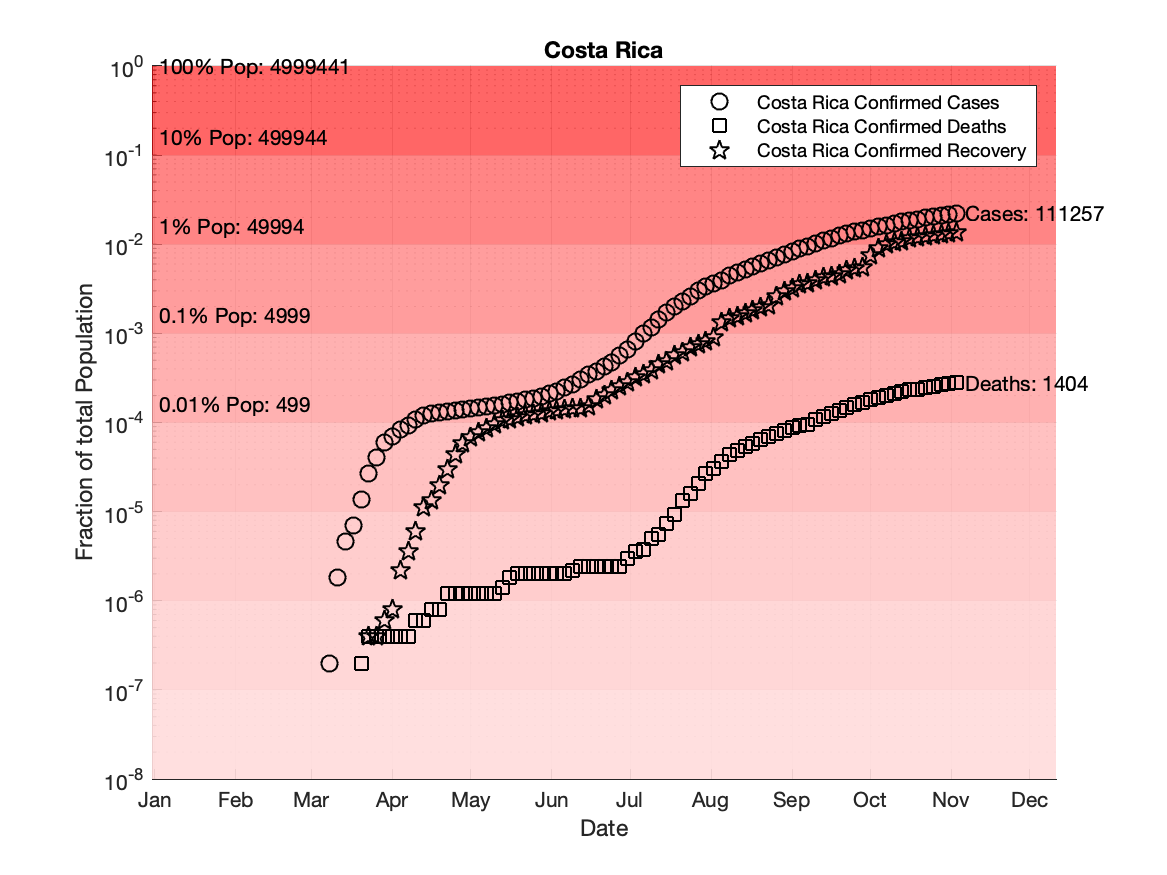 Costa Rica
10^0
10^-1
10^-2
10^-3
10^-4
10^-5
10^-6
10^-7
10^-8
Fraction of total Population
100% Pop: 4999441
10% Pop: 499944
1% Pop: 49994
0.1% Pop: 4999
0.01% Pop: 499
Costa Rica Confirmed Cases
Costa Rica Confirmed Deaths
Costa Rica Confirmed Recovery
Cases: 111257
Deaths: 1404
Jan Feb Mar Apr May Jun Jul Aug Sep Oct Nov Dec
Date